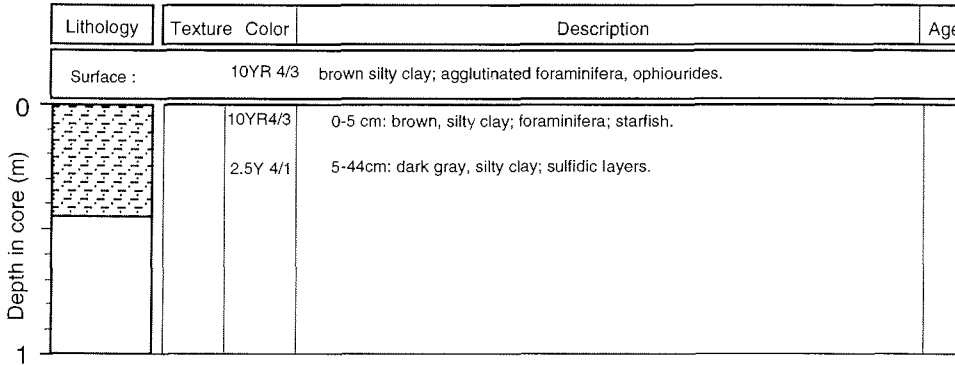 Lithology Texture Color Description Age
Surface : 10YR 4/3 brown silty clay; agglutinated foraminifera, ophiourides.
0 10YR4/3 0-5 cm: brown, silty clay; foraminifera; starfish.
2.5Y 4/1 5-44cm: dark gray, silty clay; sulfidic layers.
Depth in core (m)
1